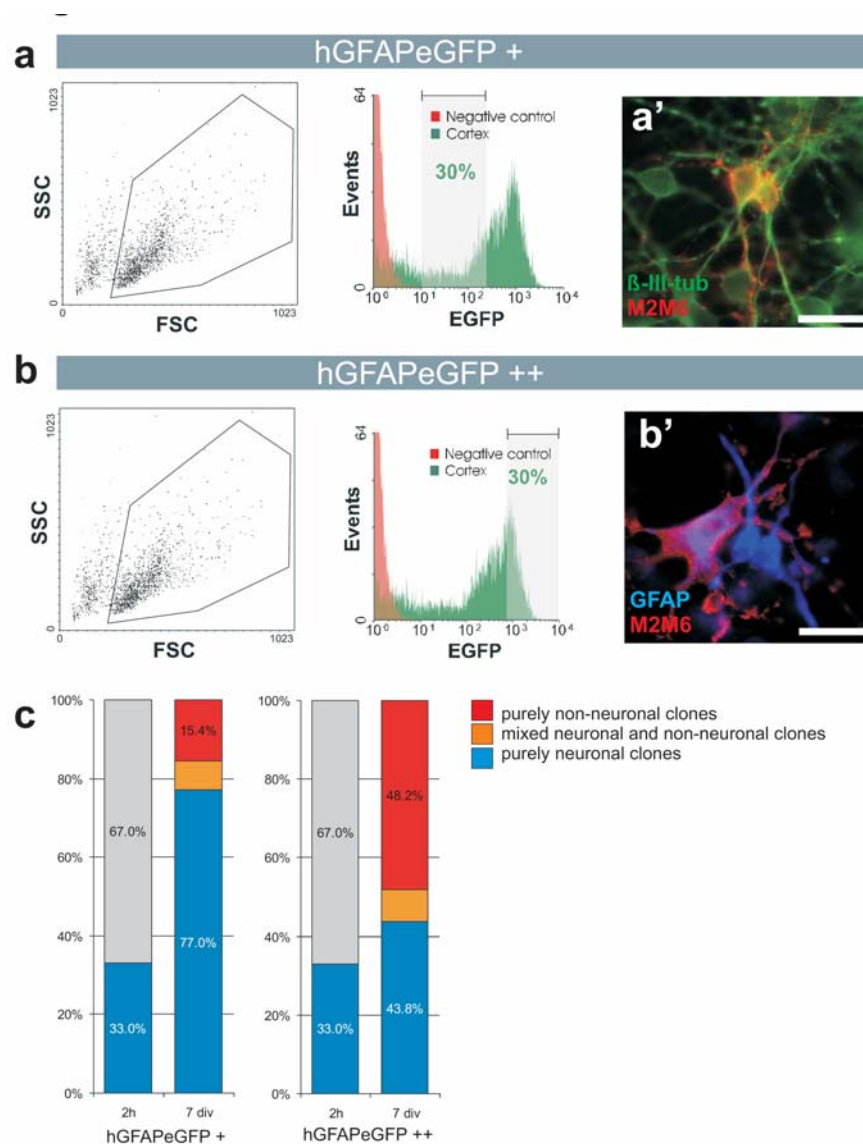 a
hGFAPeGFP +
1023
SSC
0
0
FSC
1023
64
Events
Negative control
Cortex
30%
10⁰ 10¹ 10² 10³ 10⁴
EGFP
a'
ß-III-tub
M2M6
b
hGFAPeGFP ++
1023
SSC
0
0
FSC
1023
64
Events
Negative control
Cortex
30%
10⁰ 10¹ 10² 10³ 10⁴
EGFP
b'
GFAP
M2M6
c
100%
80%
60%
40%
20%
0%
67.0%
33.0%
15.4%
77.0%
2h
7 div
hGFAPeGFP +
100%
80%
60%
40%
20%
0%
67.0%
33.0%
48.2%
43.8%
2h
7 div
hGFAPeGFP ++
purely non-neuronal clones
mixed neuronal and non-neuronal clones
purely neuronal clones